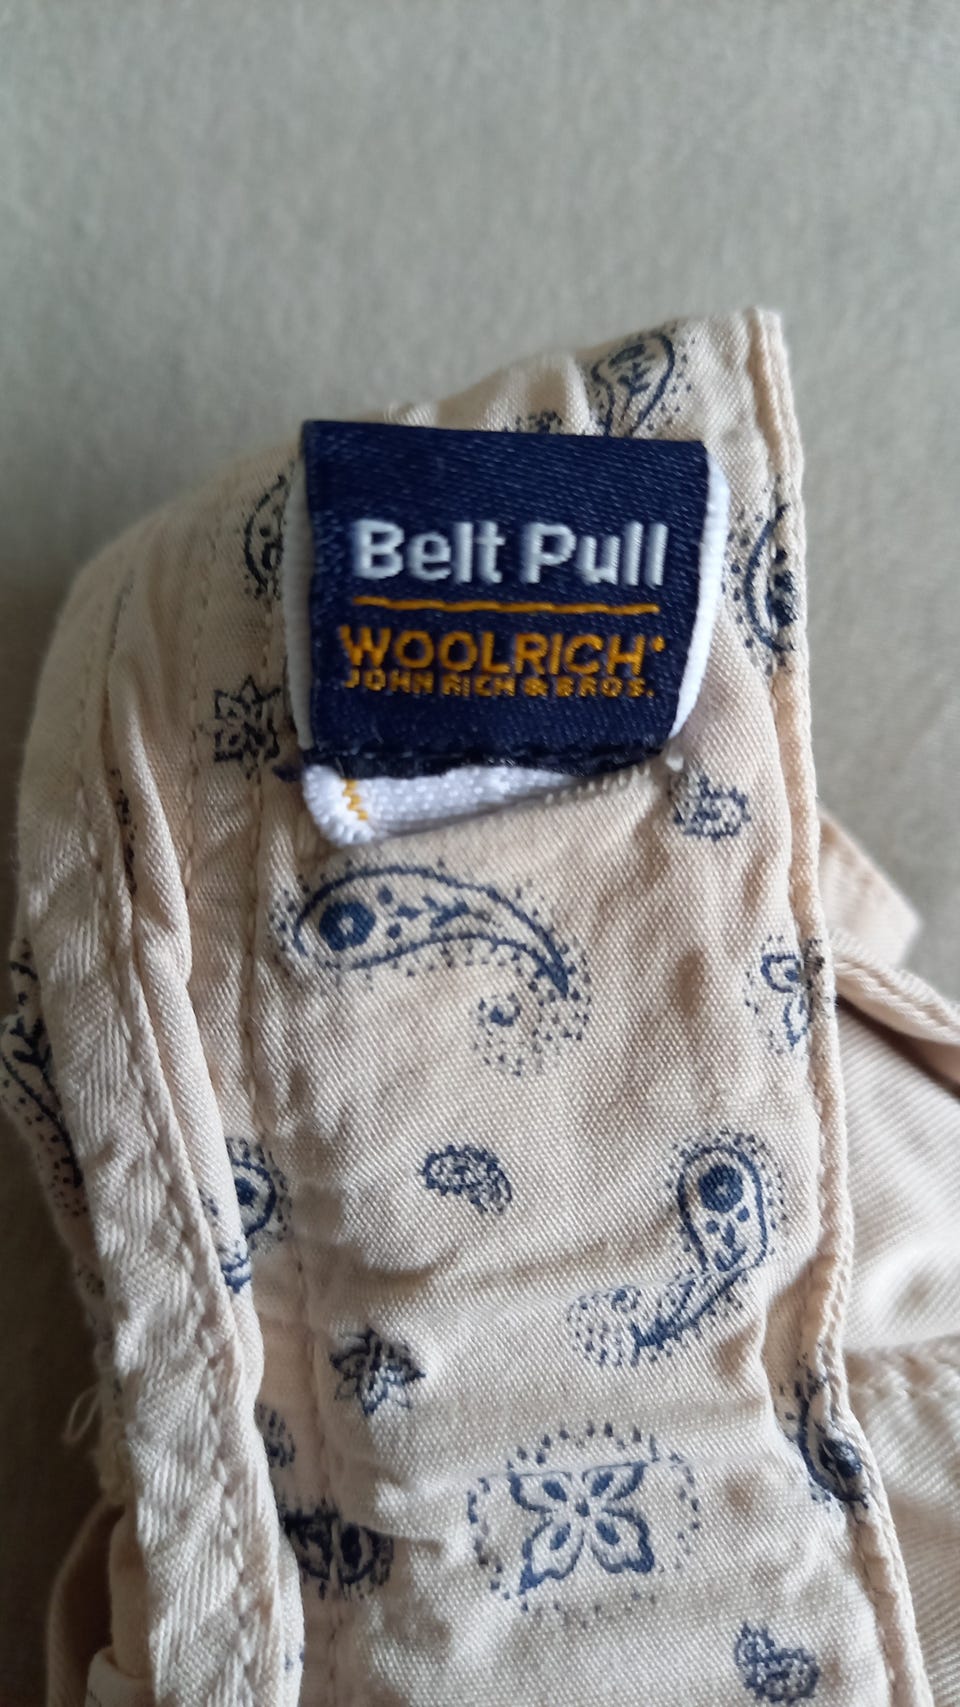 Belt Pull
WOOLRICH®
JOHN RICH & BROS.